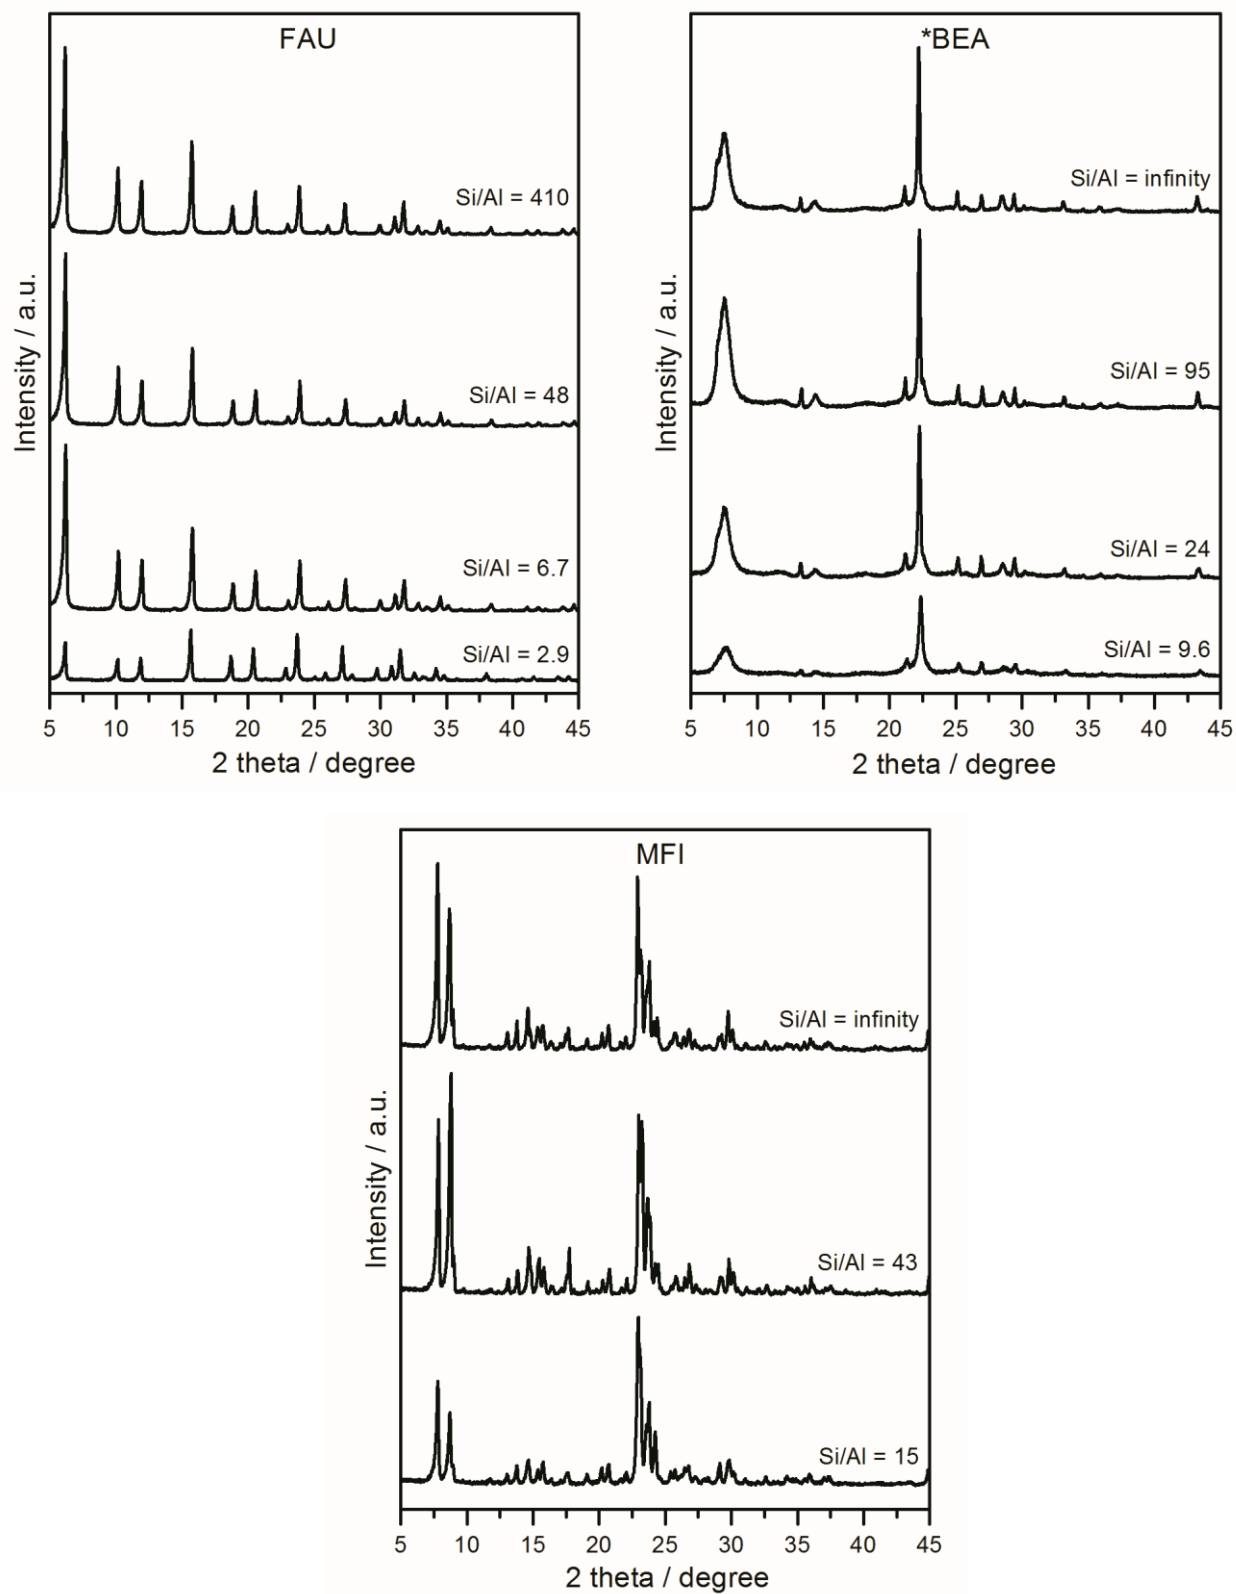 FAU
Si/Al = 410
Si/Al = 48
Si/Al = 6.7
Si/Al = 2.9
Intensity / a.u.
5 10 15 20 25 30 35 40 45
2 theta / degree
*BEA
Si/Al = infinity
Si/Al = 95
Si/Al = 24
Si/Al = 9.6
Intensity / a.u.
5 10 15 20 25 30 35 40 45
2 theta / degree
MFI
Si/Al = infinity
Si/Al = 43
Si/Al = 15
Intensity / a.u.
5 10 15 20 25 30 35 40 45
2 theta / degree